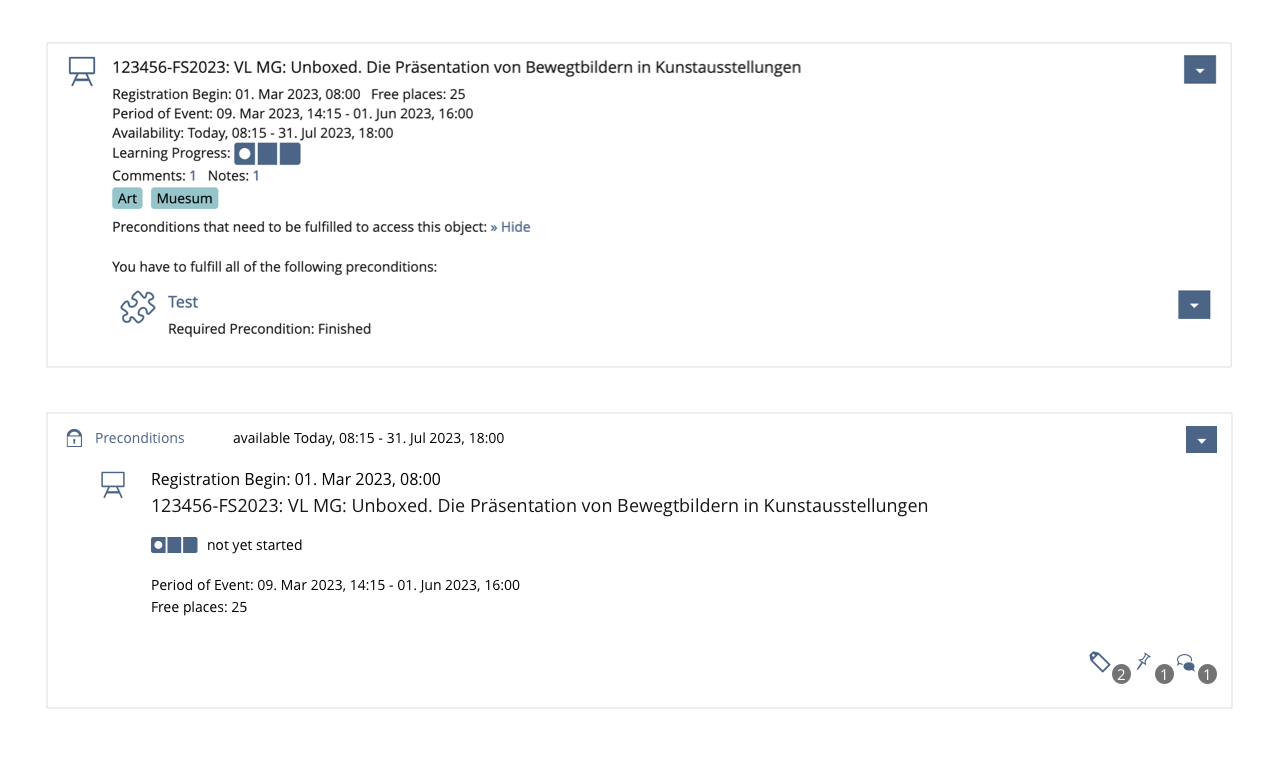 123456-FS2023: VL MG: Unboxed. Die Präsentation von Bewegtbildern in Kunstausstellungen
Registration Begin: 01. Mar 2023, 08:00 Free places: 25
Period of Event: 09. Mar 2023, 14:15 - 01. Jun 2023, 16:00
Availability: Today, 08:15 - 31. Jul 2023, 18:00
Learning Progress:
Comments: 1 Notes: 1
Art Muesum
Preconditions that need to be fulfilled to access this object: » Hide
You have to fulfill all of the following preconditions:
Test
Required Precondition: Finished
Preconditions available Today, 08:15 - 31. Jul 2023, 18:00
Registration Begin: 01. Mar 2023, 08:00
123456-FS2023: VL MG: Unboxed. Die Präsentation von Bewegtbildern in Kunstausstellungen
not yet started
Period of Event: 09. Mar 2023, 14:15 - 01. Jun 2023, 16:00
Free places: 25
2 1 1